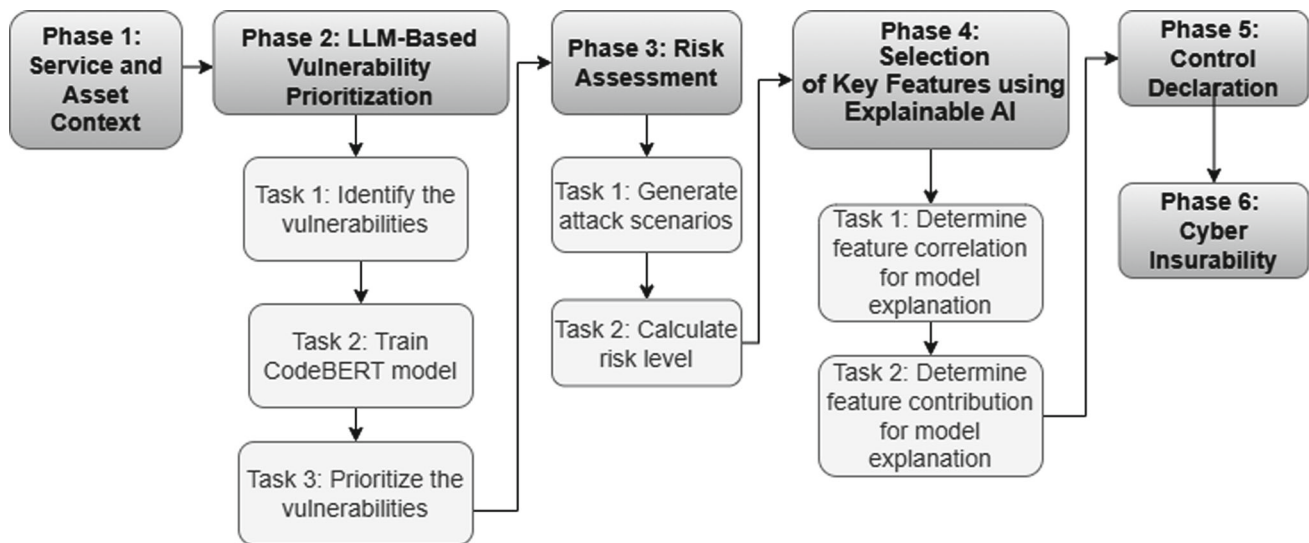 Phase 1:
Service and
Asset
Context
Phase 2: LLM-Based
Vulnerability
Prioritization
Task 1: Identify the
vulnerabilities
Task 2: Train
CodeBERT model
Task 3: Prioritize the
vulnerabilities
Phase 3: Risk
Assessment
Task 1: Generate
attack scenarios
Task 2: Calculate
risk level
Phase 4:
Selection
of Key Features using
Explainable AI
Task 1: Determine
feature correlation
for model
explanation
Task 2: Determine
feature contribution
for model
explanation
Phase 5:
Control
Declaration
Phase 6:
Cyber
Insurability